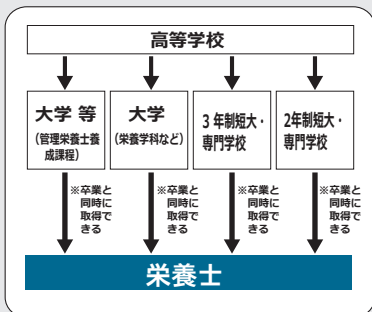 高等学校
大学 等
(管理栄養士養
成課程)
大学
(栄養学科など)
3年制短大・
専門学校
2年制短大・
専門学校
※卒業と
同時に
取得で
きる
※卒業と
同時に
取得で
きる
※卒業と
同時に
取得で
きる
※卒業と
同時に
取得で
きる
栄養士